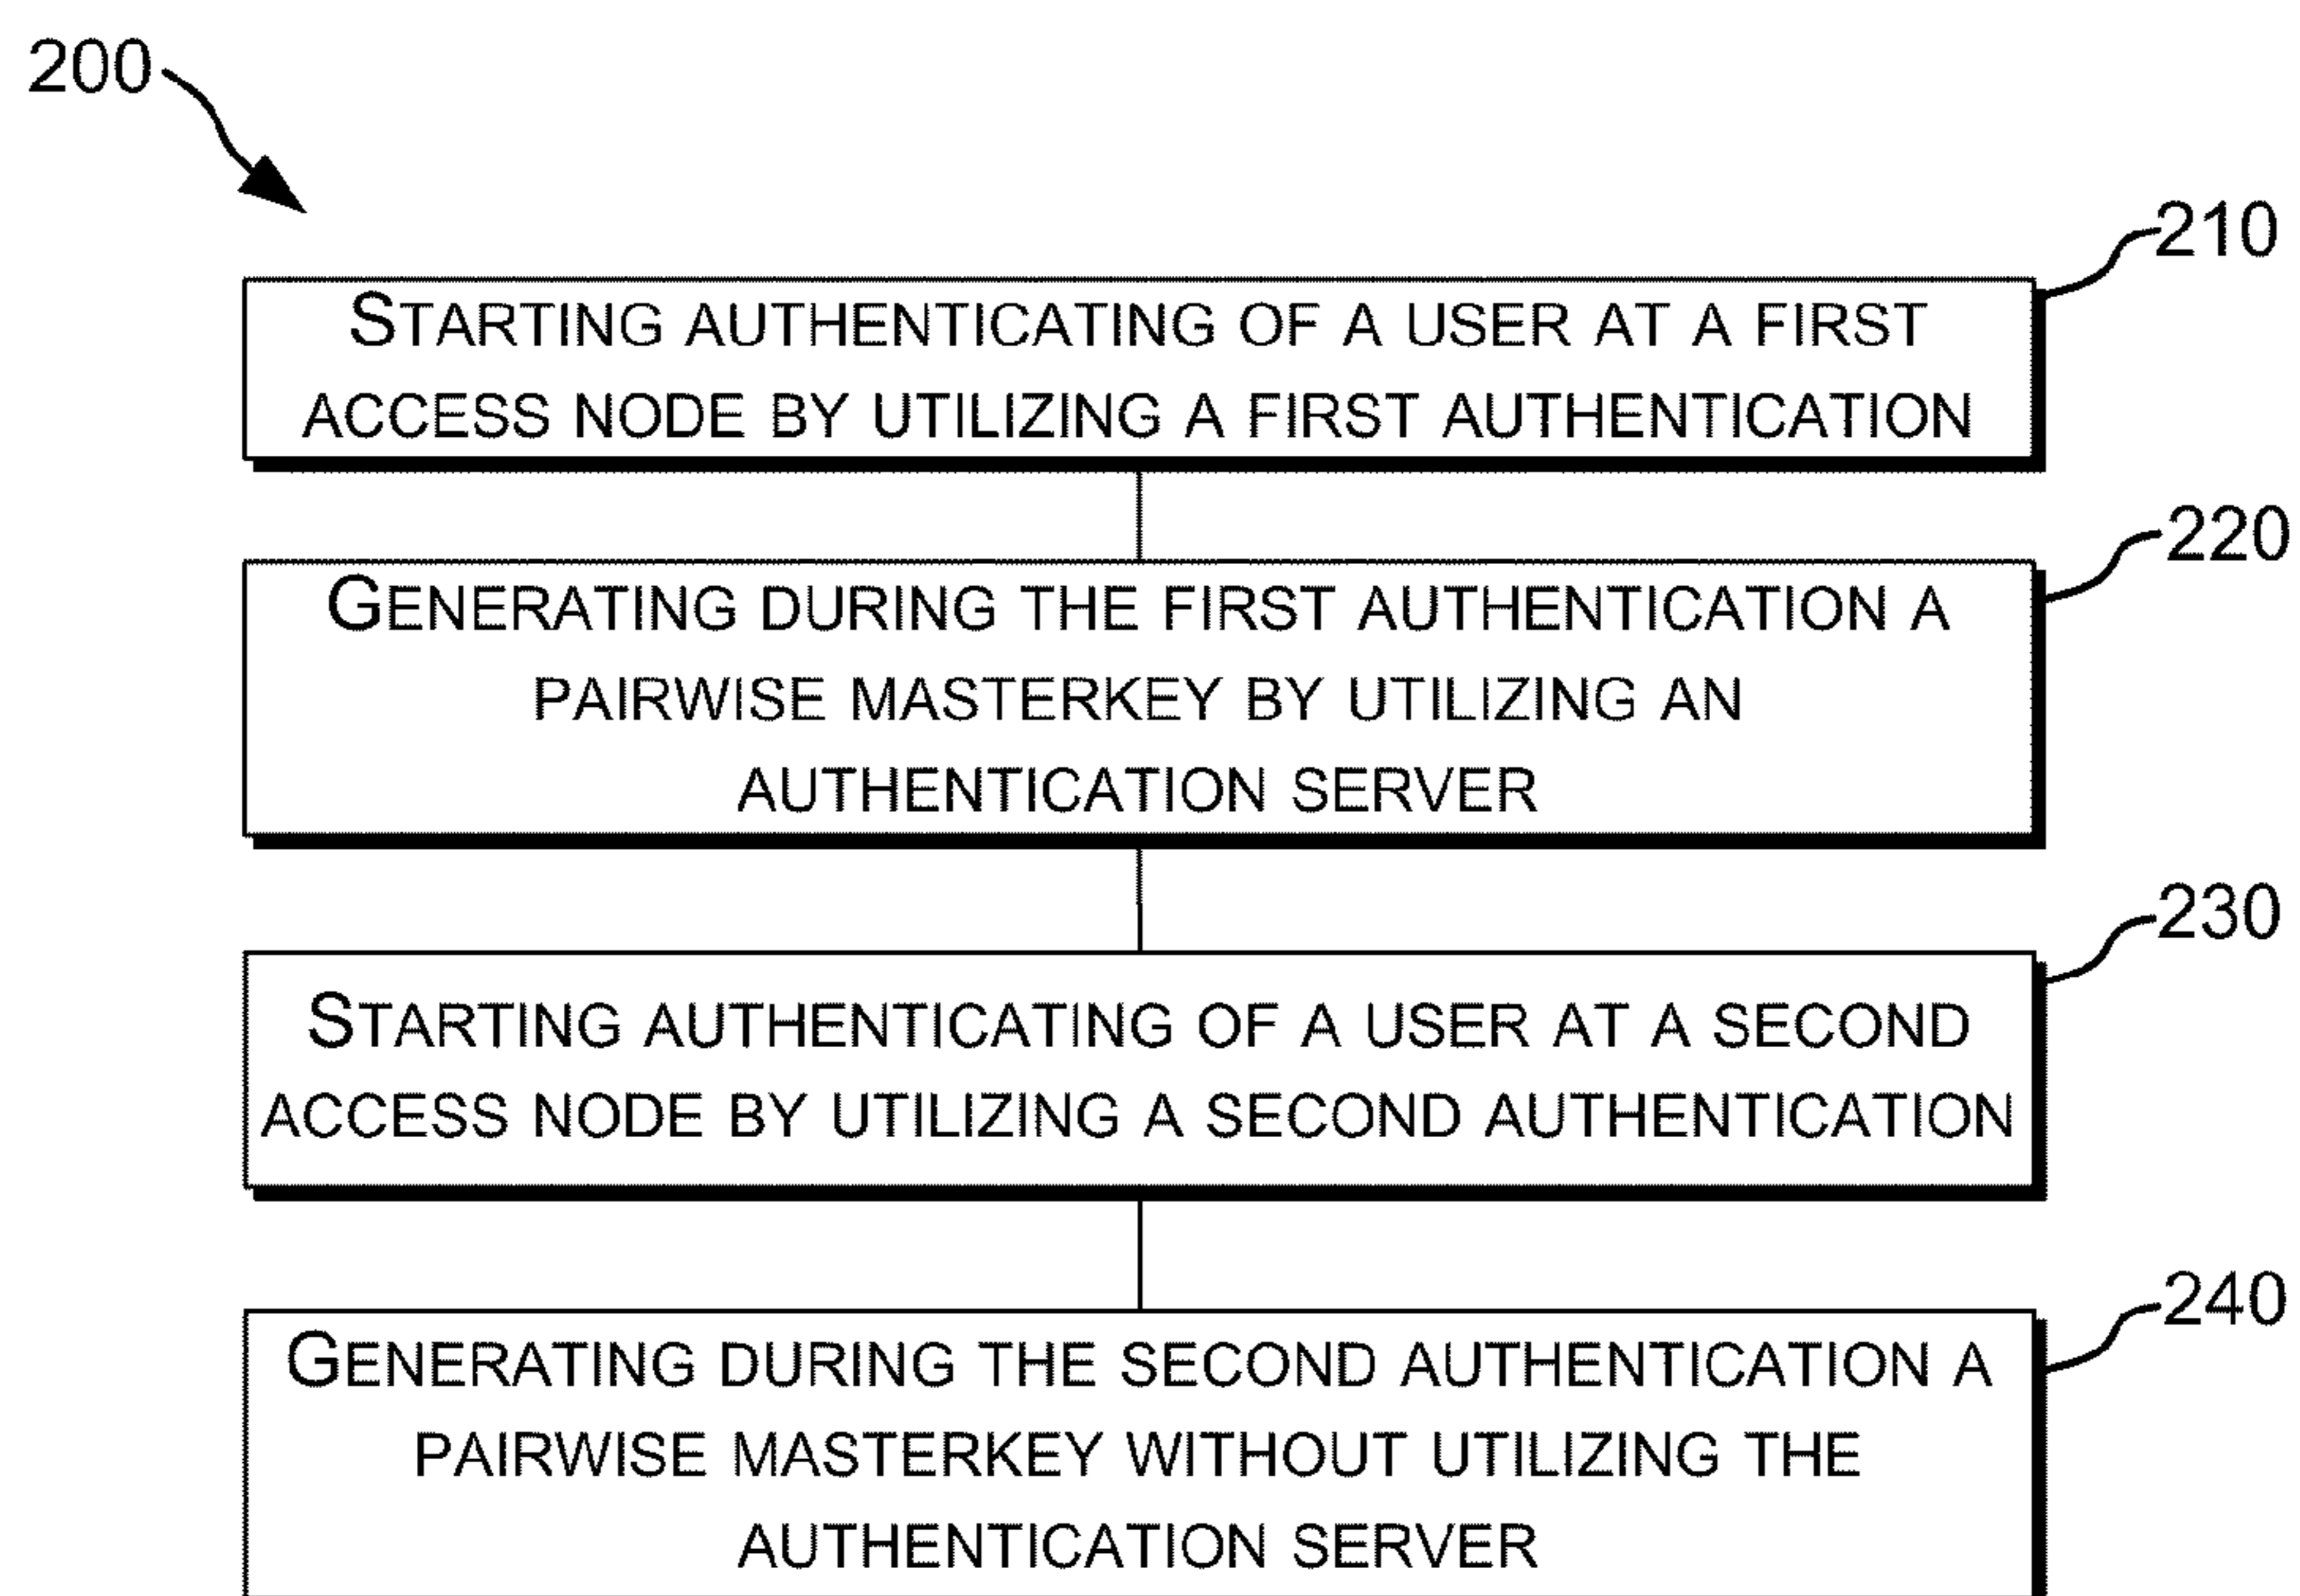 200
210
STARTING AUTHENTICATING OF A USER AT A FIRST
ACCESS NODE BY UTILIZING A FIRST AUTHENTICATION
220
GENERATING DURING THE FIRST AUTHENTICATION A
PAIRWISE MASTERKEY BY UTILIZING AN
AUTHENTICATION SERVER
230
STARTING AUTHENTICATING OF A USER AT A SECOND
ACCESS NODE BY UTILIZING A SECOND AUTHENTICATION
240
GENERATING DURING THE SECOND AUTHENTICATION A
PAIRWISE MASTERKEY WITHOUT UTILIZING THE
AUTHENTICATION SERVER